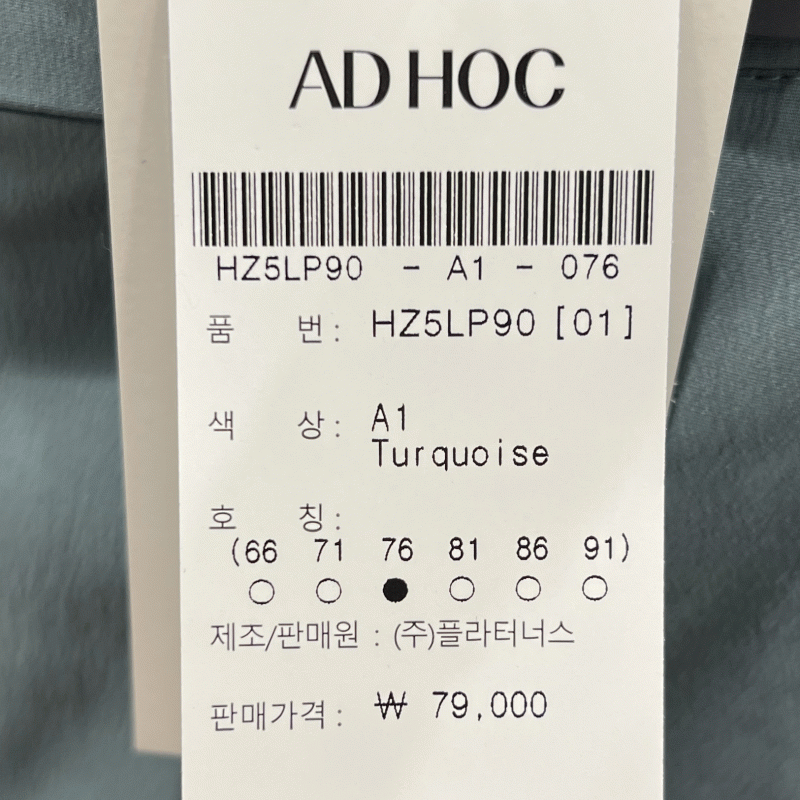 AD HOC
HZ5LP90 - A1 - 076
품 번 : HZ5LP90 [01]
색 상 : A1
Turquoise
호 칭 :
(66 71 76 81 86 91)
제조/판매원 : (주)플라터너스
판매가격 : ₩ 79,000